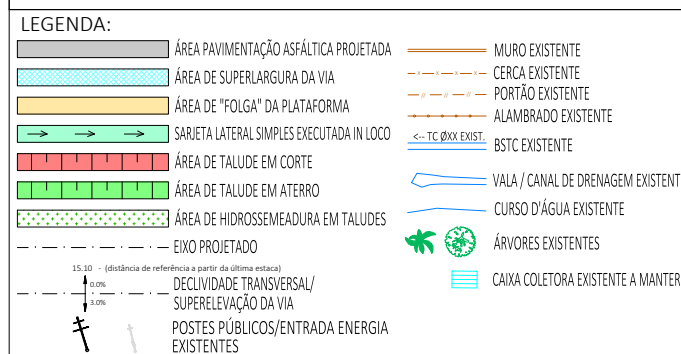 LEGENDA:
ÁREA PAVIMENTAÇÃO ASFÁLTICA PROJETADA
ÁREA DE SUPERLARGURA DA VIA
ÁREA DE "FOLGA" DA PLATAFORMA
SARJETA LATERAL SIMPLES EXECUTADA IN LOCO
ÁREA DE TALUDE EM CORTE
ÁREA DE TALUDE EM ATERRO
ÁREA DE HIDROSSEMEADURA EM TALUDES
EIXO PROJETADO
15.10 - (distância de referência a partir da última estaca)
0.0%
3.0%
DECLIVIDADE TRANSVERSAL/
SUPERELEVAÇÃO DA VIA
POSTES PÚBLICOS/ENTRADA ENERGIA
EXISTENTES
MURO EXISTENTE
CERCA EXISTENTE
PORTÃO EXISTENTE
ALAMBRADO EXISTENTE
<-- TC ØXX EXIST.
BSTC EXISTENTE
VALA / CANAL DE DRENAGEM EXISTENT
CURSO D'ÁGUA EXISTENTE
ÁRVORES EXISTENTES
CAIXA COLETORA EXISTENTE A MANTER